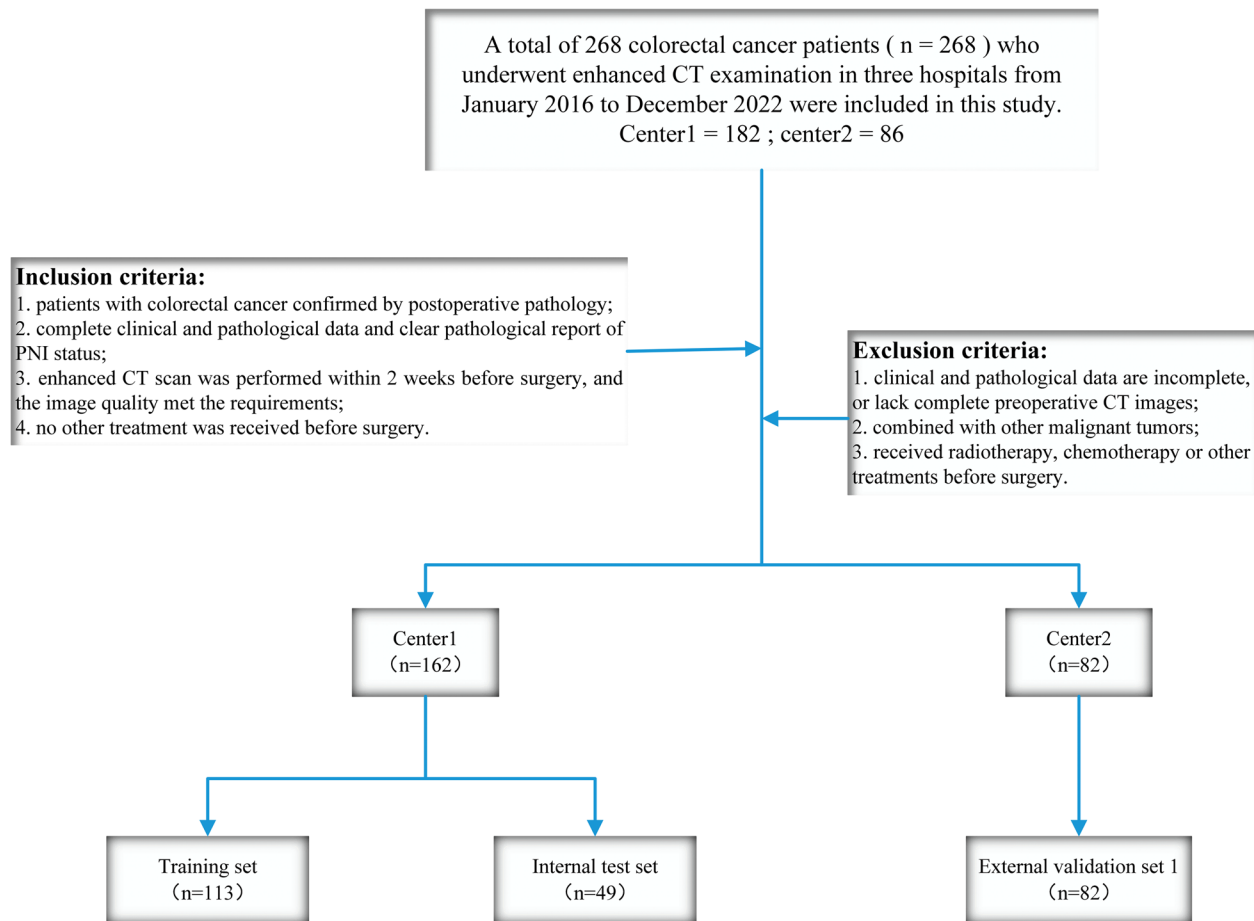 A total of 268 colorectal cancer patients ( n = 268 ) who
underwent enhanced CT examination in three hospitals from
January 2016 to December 2022 were included in this study.
Center1 = 182 ; center2 = 86
Inclusion criteria:
1. patients with colorectal cancer confirmed by postoperative pathology;
2. complete clinical and pathological data and clear pathological report of
PNI status;
3. enhanced CT scan was performed within 2 weeks before surgery, and
the image quality met the requirements;
4. no other treatment was received before surgery.
Exclusion criteria:
1. clinical and pathological data are incomplete,
or lack complete preoperative CT images;
2. combined with other malignant tumors;
3. received radiotherapy, chemotherapy or other
treatments before surgery.
Center1
（n=162）
Center2
（n=82）
Training set
（n=113）
Internal test set
（n=49）
External validation set 1
（n=82）